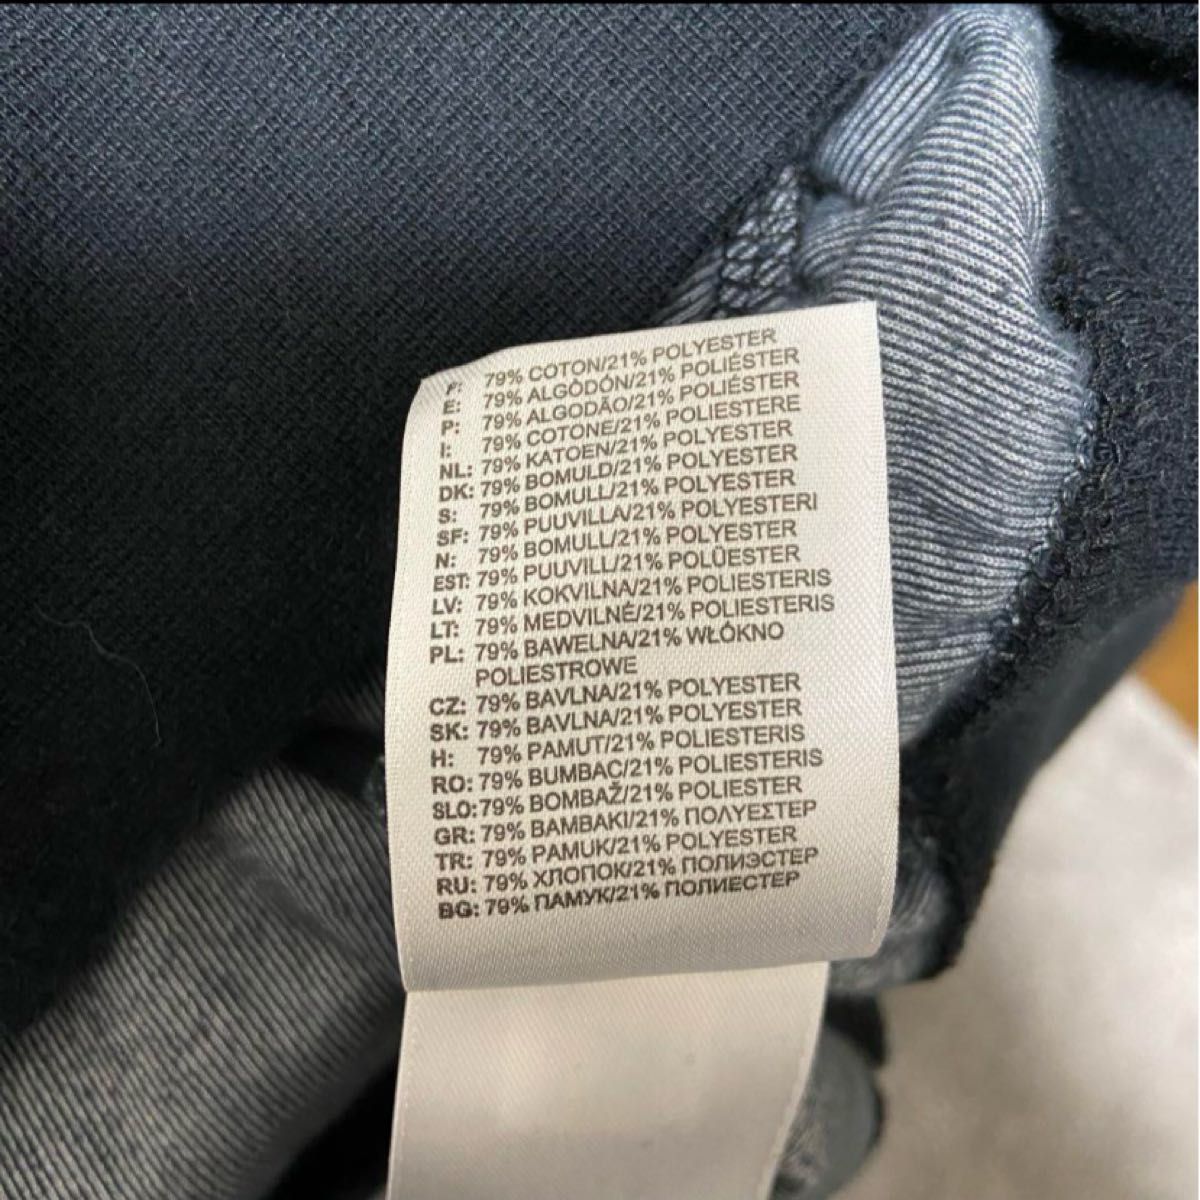 F: 79% COTON/21% POLYESTER
E: 79% ALGÒDÓN/21% POLIÉSTER
P: 79% ALGODÃO/21% POLIÉSTER
I: 79% COTONE/21% POLIESTERE
NL: 79% KATOEN/21% POLYESTER
DK: 79% BOMULD/21% POLYESTER
S: 79% BOMULL/21% POLYESTER
SF: 79% PUUVILLA/21% POLYESTERI
N: 79% BOMULL/21% POLYESTER
EST: 79% PUUVILL/21% POLÜESTER
LV: 79% KOKVILNA/21% POLIESTERIS
LT: 79% MEDVILNĖ/21% POLIESTERIS
PL: 79% BAWEŁNA/21% WŁÓKNO
POLIESTROWE
CZ: 79% BAVLNA/21% POLYESTER
SK: 79% BAVLNA/21% POLYESTER
H: 79% PAMUT/21% POLIESTERIS
RO: 79% BUMBAC/21% POLIESTERIS
SLO: 79% BOMBAŽ/21% POLIESTER
GR: 79% ΒΑΜΒΑΚΙ/21% ΠΟΛΥΕΣΤΕΡ
TR: 79% PAMUK/21% POLYESTER
RU: 79% ХЛОПОК/21% ПОЛИЭСТЕР
BG: 79% ПАМУК/21% ПОЛИЕСТЕР